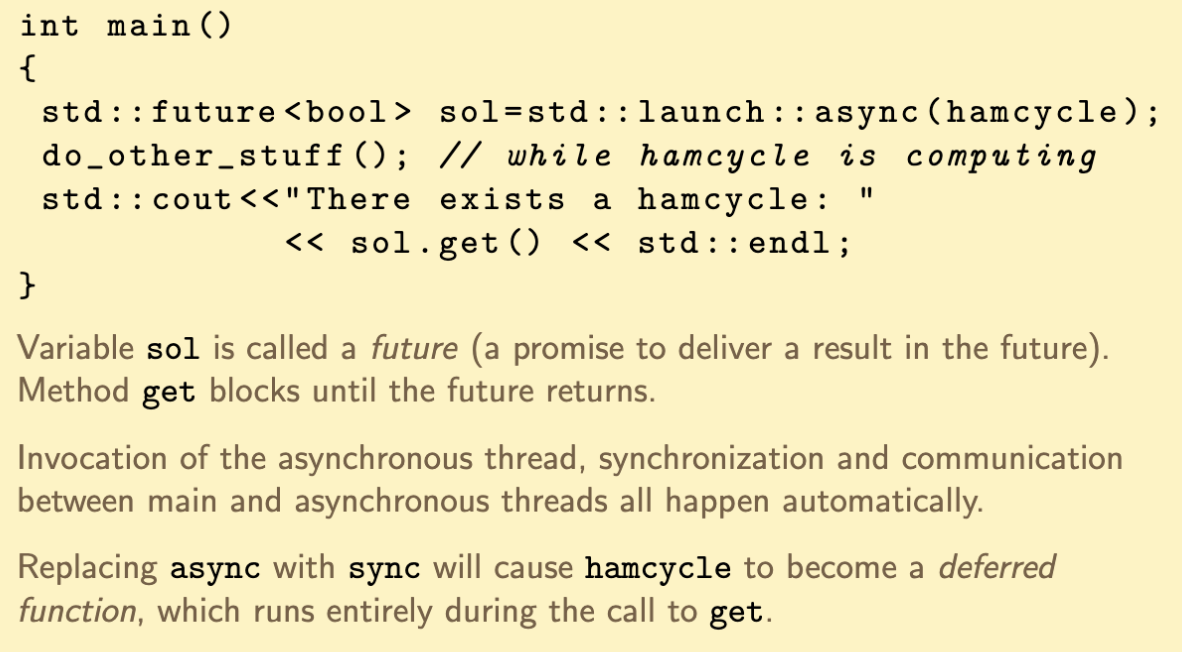 int main()
{
std::future<bool> sol=std::launch::async(hamcycle);
do_other_stuff(); // while hamcycle is computing
std::cout<<"There exists a hamcycle: "
<< sol.get() << std::endl;
}
Variable sol is called a future (a promise to deliver a result in the future).
Method get blocks until the future returns.
Invocation of the asynchronous thread, synchronization and communication
between main and asynchronous threads all happen automatically.
Replacing async with sync will cause hamcycle to become a deferred
function, which runs entirely during the call to get.